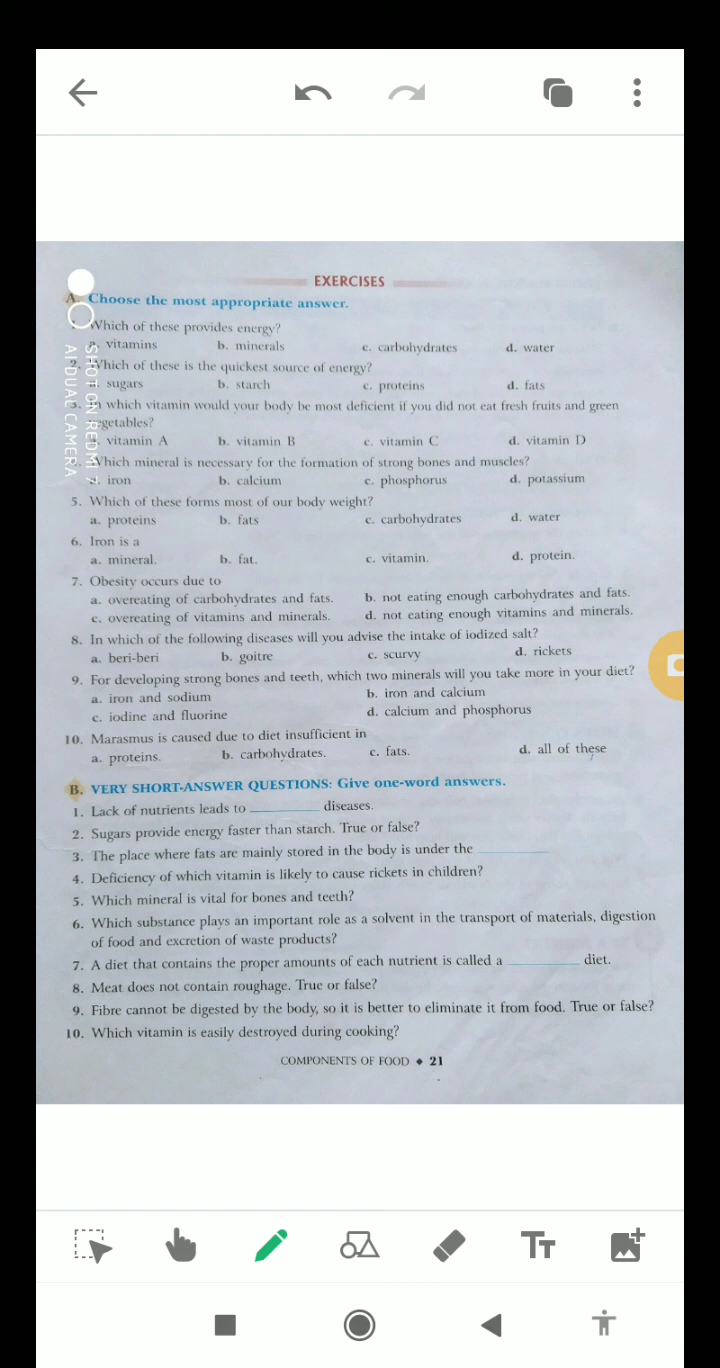 EXERCISES
A. Choose the most appropriate answer.
Which of these provides energy?
a. vitamins b. minerals c. carbohydrates d. water
2. Which of these is the quickest source of energy?
a. sugars b. starch c. proteins d. fats
3. In which vitamin would your body be most deficient if you did not eat fresh fruits and green
vegetables?
vitamin A b. vitamin B c. vitamin C d. vitamin D
Which mineral is necessary for the formation of strong bones and muscles?
a. iron b. calcium c. phosphorus d. potassium
5. Which of these forms most of our body weight?
a. proteins b. fats c. carbohydrates d. water
6. Iron is a
a. mineral. b. fat. c. vitamin. d. protein.
7. Obesity occurs due to
a. overeating of carbohydrates and fats. b. not eating enough carbohydrates and fats.
c. overeating of vitamins and minerals. d. not eating enough vitamins and minerals.
8. In which of the following diseases will you advise the intake of iodized salt?
a. beri-beri b. goitre c. scurvy d. rickets
9. For developing strong bones and teeth, which two minerals will you take more in your diet?
a. iron and sodium b. iron and calcium
c. iodine and fluorine d. calcium and phosphorus
10. Marasmus is caused due to diet insufficient in
a. proteins. b. carbohydrates. c. fats. d. all of these
B. VERY SHORT-ANSWER QUESTIONS: Give one-word answers.
1. Lack of nutrients leads to ________ diseases.
2. Sugars provide energy faster than starch. True or false?
3. The place where fats are mainly stored in the body is under the ________
4. Deficiency of which vitamin is likely to cause rickets in children?
5. Which mineral is vital for bones and teeth?
6. Which substance plays an important role as a solvent in the transport of materials, digestion
of food and excretion of waste products?
7. A diet that contains the proper amounts of each nutrient is called a ________ diet.
8. Meat does not contain roughage. True or false?
9. Fibre cannot be digested by the body, so it is better to eliminate it from food. True or false?
10. Which vitamin is easily destroyed during cooking?
COMPONENTS OF FOOD ◆ 21
SHOT ON REDMI 7
AI DUAL CAMERA
TT